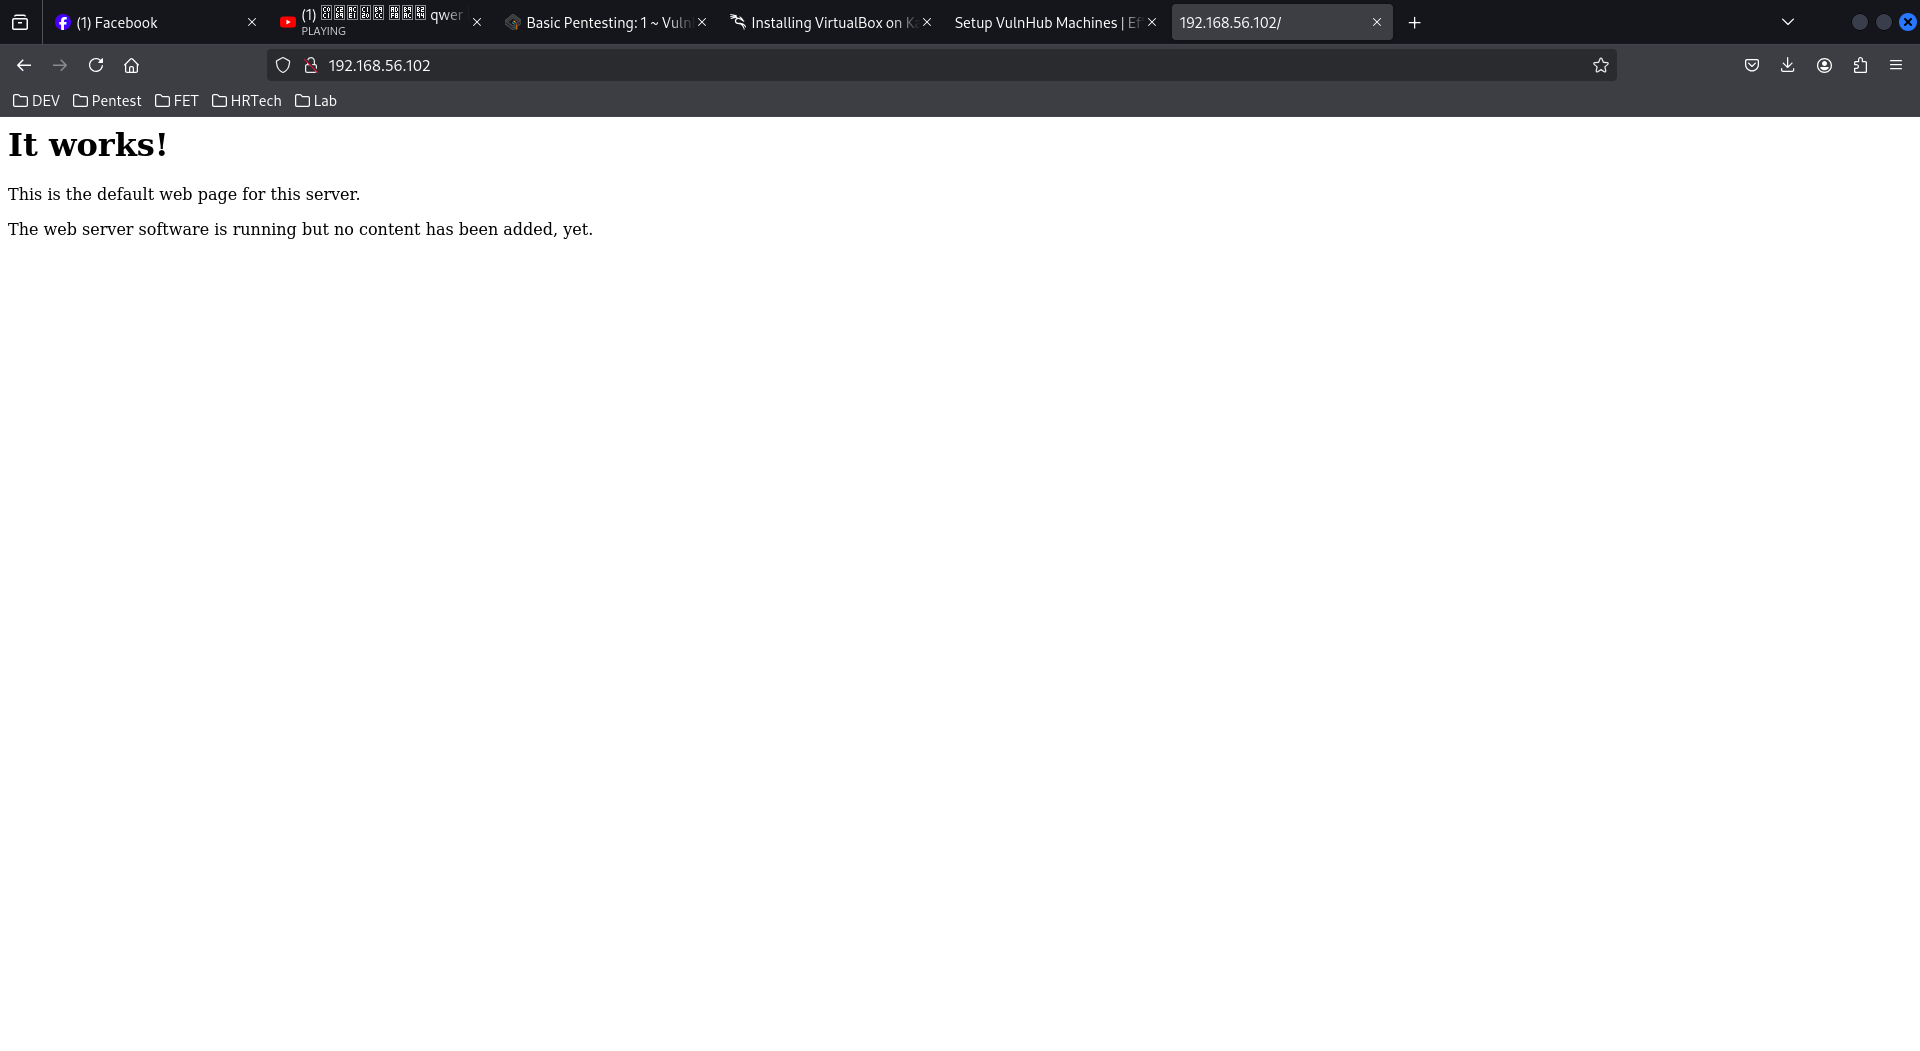 (1) Facebook
(1) qwer
PLAYING
Basic Pentesting: 1 ~ Vuln
Installing VirtualBox on Ka
Setup VulnHub Machines | Ef
192.168.56.102/
192.168.56.102
DEV Pentest FET HRTech Lab
It works!
This is the default web page for this server.
The web server software is running but no content has been added, yet.